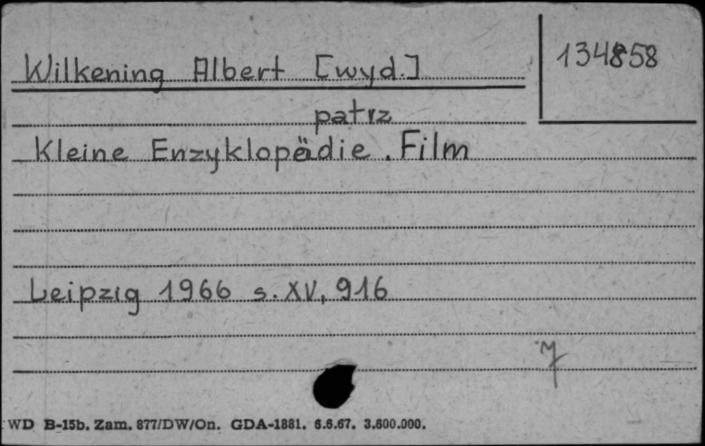 Wilkening Albert [wyd.]
134858
patrz
Kleine Enzyklopädie. Film
Leipzig 1966 s. XV, 916
WD B-15b. Zam. 877/DW/On. GDA-1881. 6.6.67. 3.600.000.